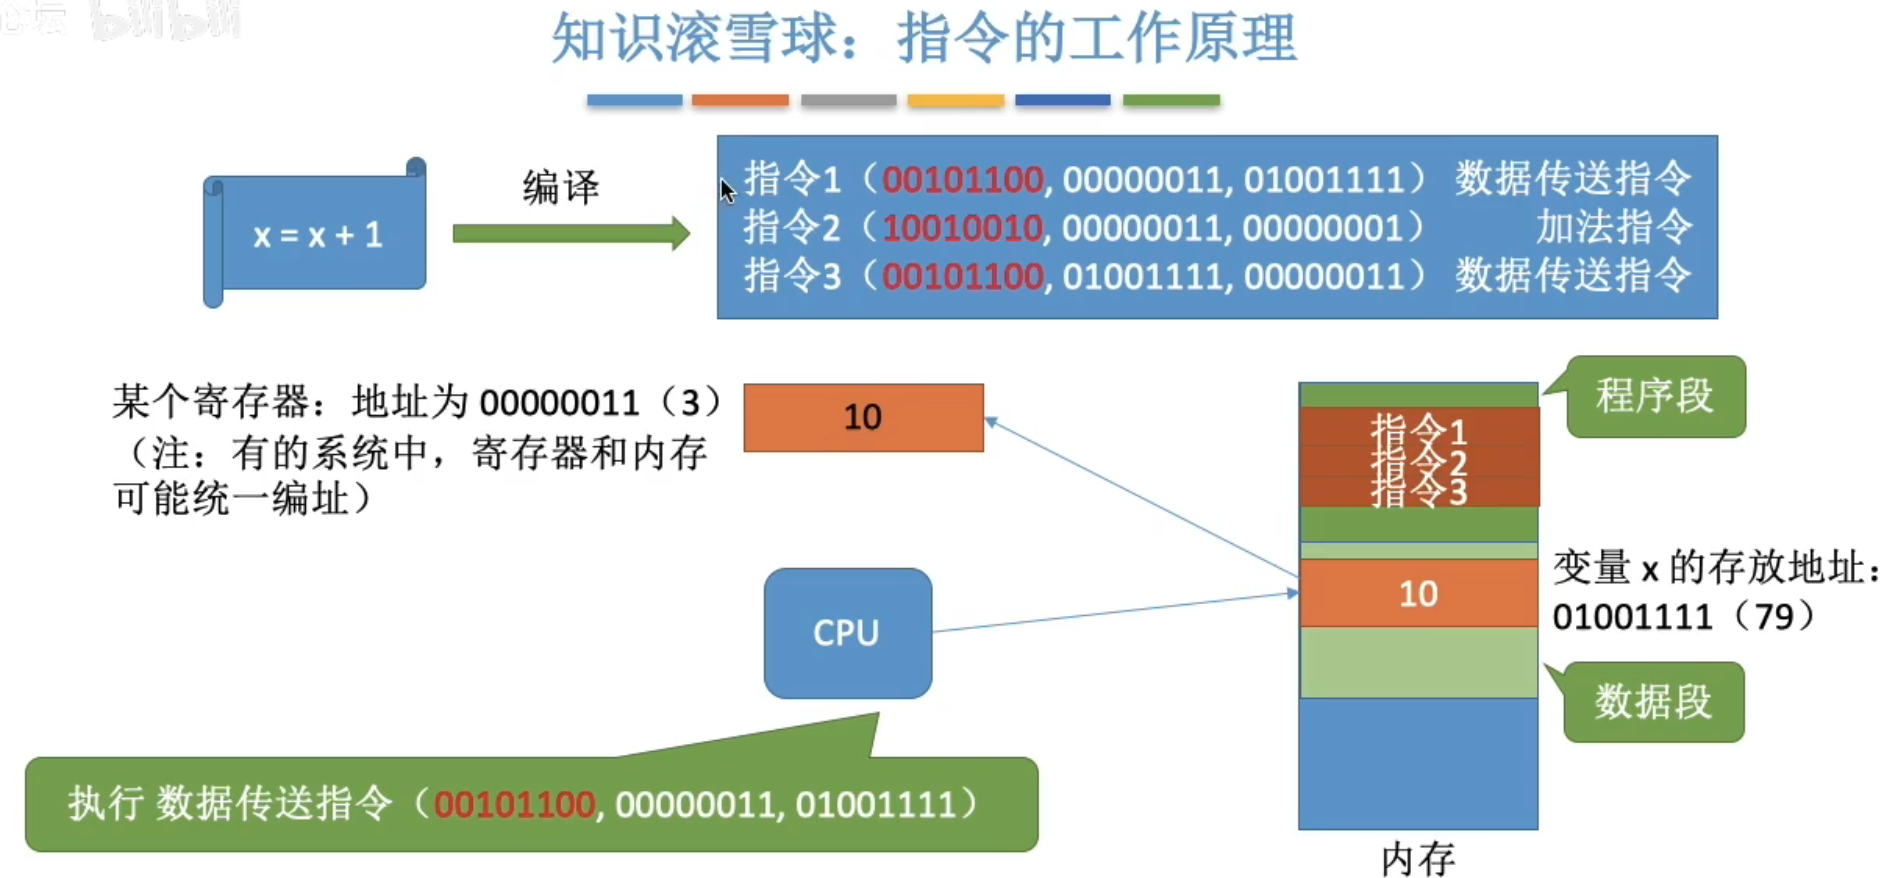 bilibili
知识滚雪球：指令的工作原理
x = x + 1
编译
指令1（00101100, 00000011, 01001111） 数据传送指令
指令2（10010010, 00000011, 00000001） 加法指令
指令3（00101100, 01001111, 00000011） 数据传送指令
某个寄存器：地址为 00000011（3）
（注：有的系统中，寄存器和内存
可能统一编址）
10
程序段
指令1
指令2
指令3
10
变量 x 的存放地址：
01001111（79）
CPU
数据段
执行 数据传送指令（00101100, 00000011, 01001111）
内存